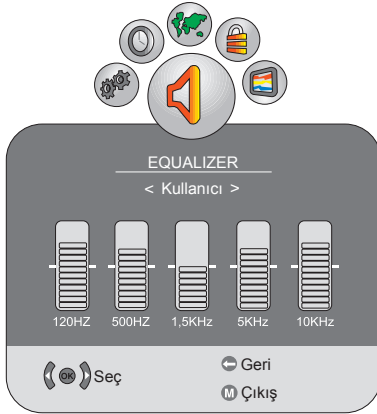 EQUALIZER
< Kullanıcı >
120HZ 500HZ 1,5KHz 5KHz 10KHz
OK Seç
Geri
M Çıkış